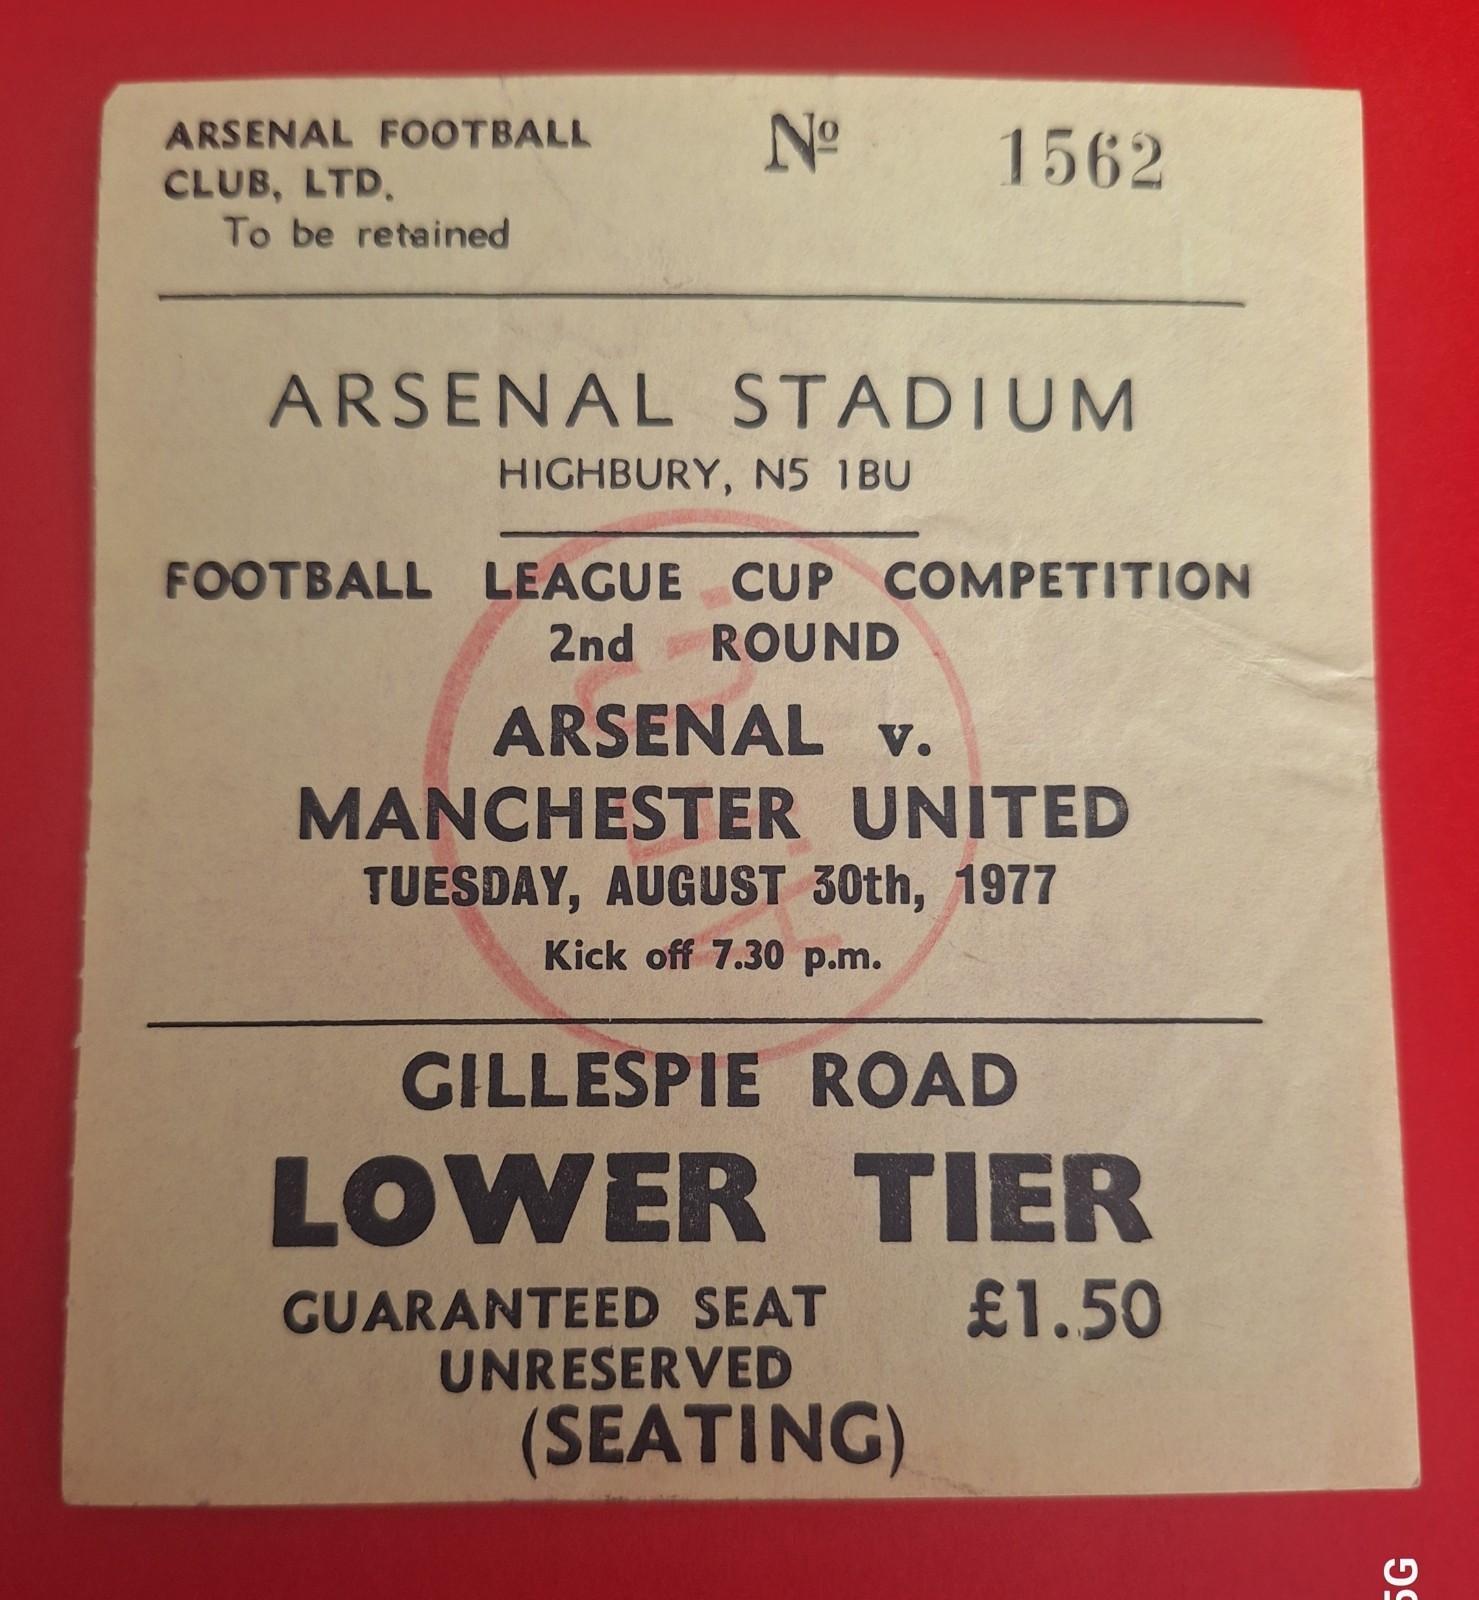 ARSENAL FOOTBALL Nº 1562
CLUB, LTD.
To be retained
ARSENAL STADIUM
HIGHBURY, N5 1BU
FOOTBALL LEAGUE CUP COMPETITION
2nd ROUND
ARSENAL v.
MANCHESTER UNITED
TUESDAY, AUGUST 30th, 1977
Kick off 7.30 p.m.
GILLESPIE ROAD
LOWER TIER
GUARANTEED SEAT £1.50
UNRESERVED
(SEATING)